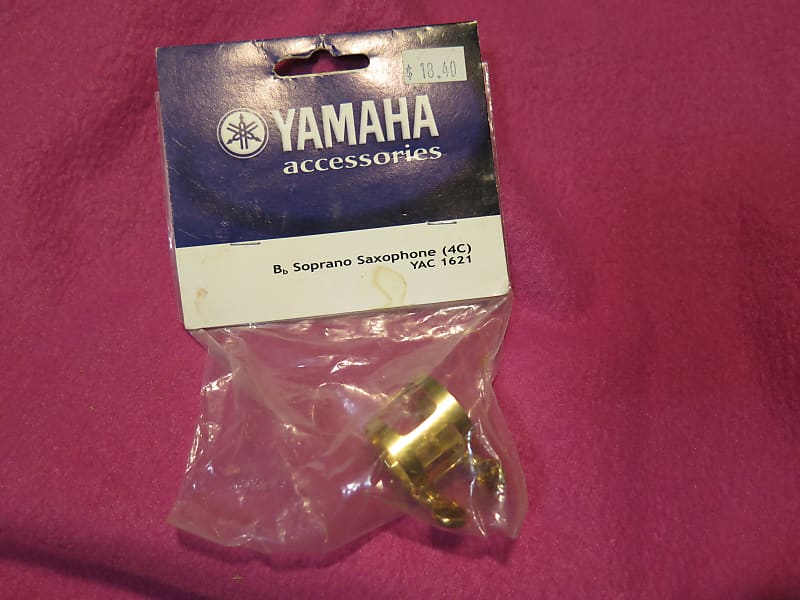 $ 18.40
YAMAHA
accessories
B♭ Soprano Saxophone (4C)
YAC 1621